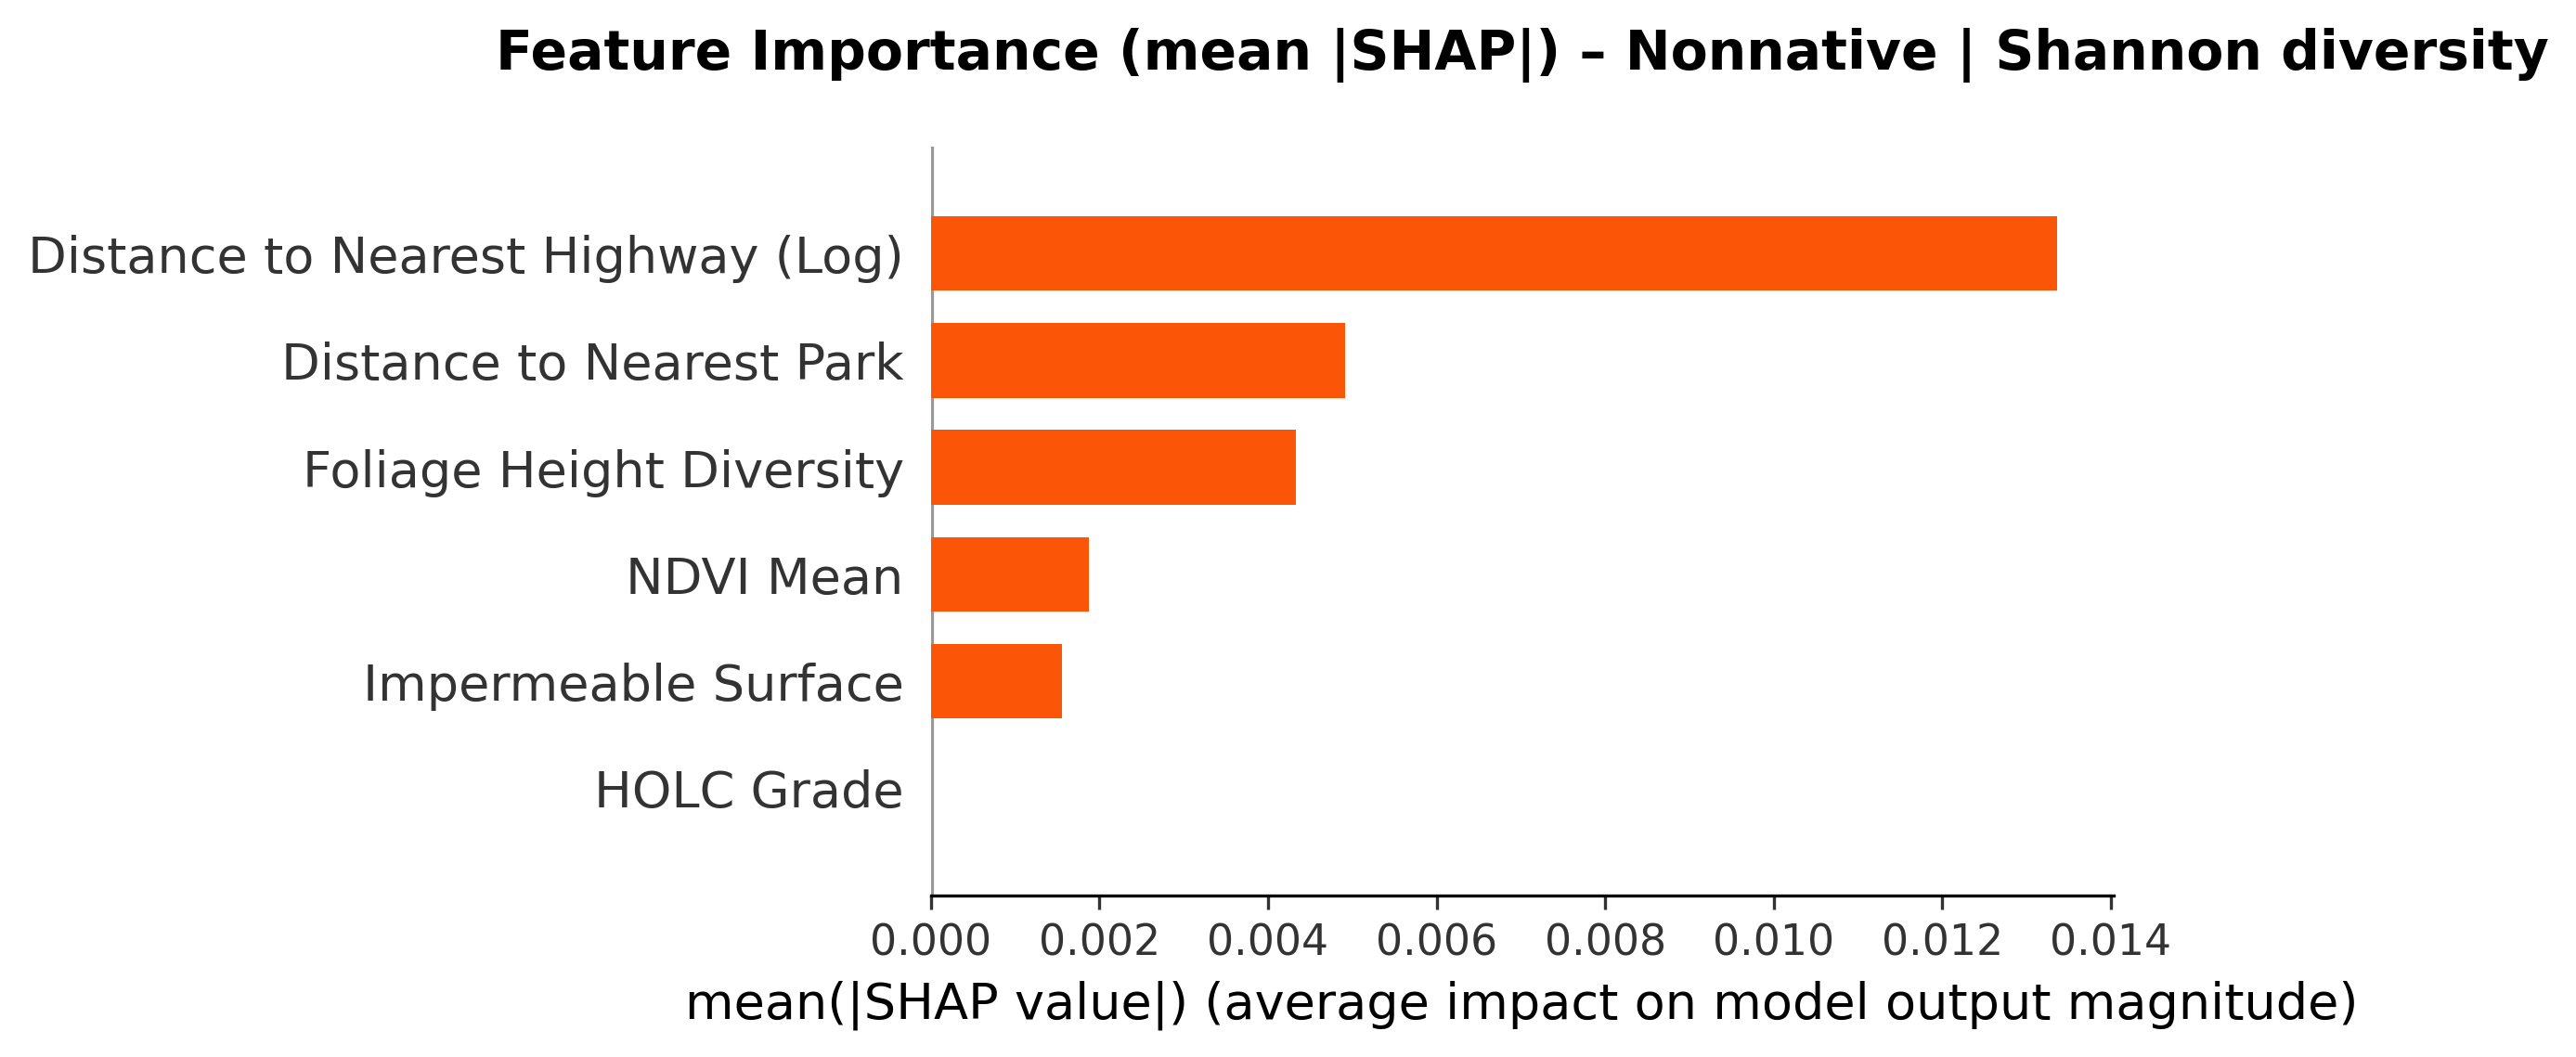 Feature Importance (mean |SHAP|) – Nonnative | Shannon diversity
Distance to Nearest Highway (Log)
Distance to Nearest Park
Foliage Height Diversity
NDVI Mean
Impermeable Surface
HOLC Grade
0.000 0.002 0.004 0.006 0.008 0.010 0.012 0.014
mean(|SHAP value|) (average impact on model output magnitude)